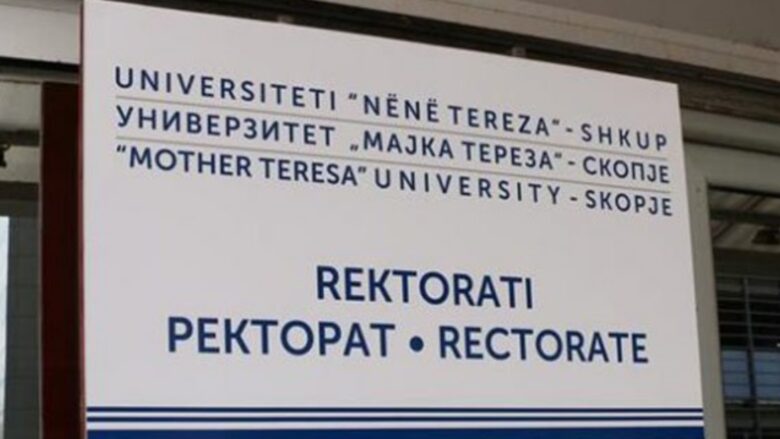 UNIVERSITETI “NËNË TEREZA“ - SHKUP
УНИВЕРЗИТЕТ „МАЈКА ТЕРЕЗА“ - СКОПЈЕ
“MOTHER TERESA” UNIVERSITY - SKOPJE
REKTORATI
РЕКТОРАТ • RECTORATE